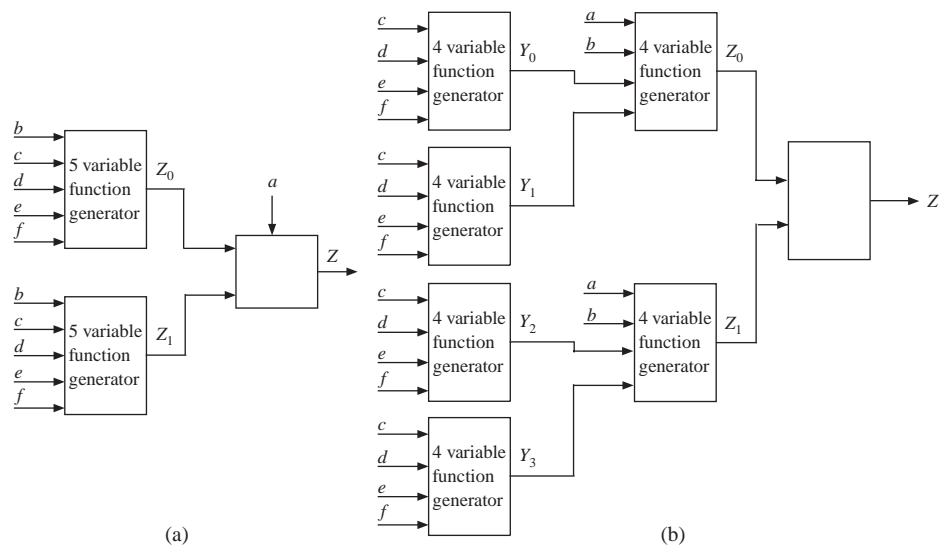 b
c
d
e
f
5 variable
function
generator
Z0
b
c
d
e
f
5 variable
function
generator
Z1
a
Z
(a)
c
d
e
f
4 variable
function
generator
Y0
c
d
e
f
4 variable
function
generator
Y1
a
b
4 variable
function
generator
Z0
c
d
e
f
4 variable
function
generator
Y2
c
d
e
f
4 variable
function
generator
Y3
a
b
4 variable
function
generator
Z1
Z
(b)